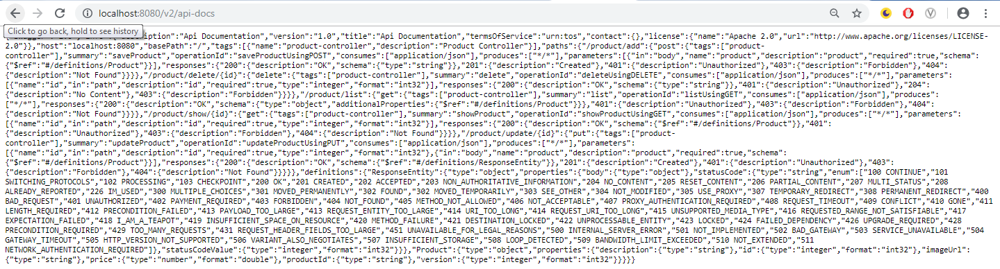 localhost:8080/v2/api-docs
Click to go back, hold to see history
description":"Api Documentation","version":"1.0","title":"Api Documentation","termsOfService":"urn:tos","contact":{},"license":{"name":"Apache 2.0","url":"http://www.apache.org/licenses/LICENSE-
2.0"}},"host":"localhost:8080","basePath":"/","tags":[{"name":"product-controller","description":"Product Controller"}],"paths":{"/product/add":{"post":{"tags":["product-
controller"],"summary":"saveProduct","operationId":"saveProductUsingPOST","consumes":["application/json"],"produces":["*/*"],"parameters":[{"in":"body","name":"product","description":"product","required":true,"schema":
{"$ref":"#/definitions/Product"}}],"responses":{"200":{"description":"OK","schema":{"type":"string"}},"201":{"description":"Created"},"401":{"description":"Unauthorized"},"403":{"description":"Forbidden"},"404":
{"description":"Not Found"}}}},"/product/delete/{id}":{"delete":{"tags":["product-controller"],"summary":"delete","operationId":"deleteUsingDELETE","consumes":["application/json"],"produces":["*/*"],"parameters":
[{"name":"id","in":"path","description":"id","required":true,"type":"integer","format":"int32"}],"responses":{"200":{"description":"OK","schema":{"type":"string"}},"401":{"description":"Unauthorized"},"204":
{"description":"No Content"},"403":{"description":"Forbidden"}}}},"/product/list":{"get":{"tags":["product-controller"],"summary":"list","operationId":"listUsingGET","consumes":["application/json"],"produces":
["*/*"],"responses":{"200":{"description":"OK","schema":{"type":"object","additionalProperties":{"$ref":"#/definitions/Product"}}},"401":{"description":"Unauthorized"},"403":{"description":"Forbidden"},"404":
{"description":"Not Found"}}}},"/product/show/{id}":{"get":{"tags":["product-controller"],"summary":"showProduct","operationId":"showProductUsingGET","consumes":["application/json"],"produces":["*/*"],"parameters":
[{"name":"id","in":"path","description":"id","required":true,"type":"integer","format":"int32"}],"responses":{"200":{"description":"OK","schema":{"$ref":"#/definitions/Product"}},"401":
{"description":"Unauthorized"},"403":{"description":"Forbidden"},"404":{"description":"Not Found"}}}},"/product/update/{id}":{"put":{"tags":["product-
controller"],"summary":"updateProduct","operationId":"updateProductUsingPUT","consumes":["application/json"],"produces":["*/*"],"parameters":
[{"name":"id","in":"path","description":"id","required":true,"type":"integer","format":"int32"},{"in":"body","name":"product","description":"product","required":true,"schema":
{"$ref":"#/definitions/Product"}}],"responses":{"200":{"description":"OK","schema":{"$ref":"#/definitions/ResponseEntity"}},"201":{"description":"Created"},"401":{"description":"Unauthorized"},"403":
{"description":"Forbidden"},"404":{"description":"Not Found"}}}}},"definitions":{"ResponseEntity":{"type":"object","properties":{"body":{"type":"object"},"statusCode":{"type":"string","enum":["100 CONTINUE","101
SWITCHING_PROTOCOLS","102 PROCESSING","103 CHECKPOINT","200 OK","201 CREATED","202 ACCEPTED","203 NON_AUTHORITATIVE_INFORMATION","204 NO_CONTENT","205 RESET_CONTENT","206 PARTIAL_CONTENT","207 MULTI_STATUS","208
ALREADY_REPORTED","226 IM_USED","300 MULTIPLE_CHOICES","301 MOVED_PERMANENTLY","302 FOUND","302 MOVED_TEMPORARILY","303 SEE_OTHER","304 NOT_MODIFIED","305 USE_PROXY","307 TEMPORARY_REDIRECT","308 PERMANENT_REDIRECT","400
BAD_REQUEST","401 UNAUTHORIZED","402 PAYMENT_REQUIRED","403 FORBIDDEN","404 NOT_FOUND","405 METHOD_NOT_ALLOWED","406 NOT_ACCEPTABLE","407 PROXY_AUTHENTICATION_REQUIRED","408 REQUEST_TIMEOUT","409 CONFLICT","410 GONE","411
LENGTH_REQUIRED","412 PRECONDITION_FAILED","413 PAYLOAD_TOO_LARGE","413 REQUEST_ENTITY_TOO_LARGE","414 URI_TOO_LONG","414 REQUEST_URI_TOO_LONG","415 UNSUPPORTED_MEDIA_TYPE","416 REQUESTED_RANGE_NOT_SATISFIABLE","417
EXPECTATION_FAILED","418 I_AM_A_TEAPOT","419 INSUFFICIENT_SPACE_ON_RESOURCE","420 METHOD_FAILURE","421 DESTINATION_LOCKED","422 UNPROCESSABLE_ENTITY","423 LOCKED","424 FAILED_DEPENDENCY","426 UPGRADE_REQUIRED","428
PRECONDITION_REQUIRED","429 TOO_MANY_REQUESTS","431 REQUEST_HEADER_FIELDS_TOO_LARGE","451 UNAVAILABLE_FOR_LEGAL_REASONS","500 INTERNAL_SERVER_ERROR","501 NOT_IMPLEMENTED","502 BAD_GATEWAY","503 SERVICE_UNAVAILABLE","504
GATEWAY_TIMEOUT","505 HTTP_VERSION_NOT_SUPPORTED","506 VARIANT_ALSO_NEGOTIATES","507 INSUFFICIENT_STORAGE","508 LOOP_DETECTED","509 BANDWIDTH_LIMIT_EXCEEDED","510 NOT_EXTENDED","511
NETWORK_AUTHENTICATION_REQUIRED"]},"statusCodeValue":{"type":"integer","format":"int32"}}},"Product":{"type":"object","properties":{"description":{"type":"string"},"id":{"type":"integer","format":"int32"},"imageUrl":
{"type":"string"},"price":{"type":"number","format":"double"},"productId":{"type":"string"},"version":{"type":"integer","format":"int32"}}}}}